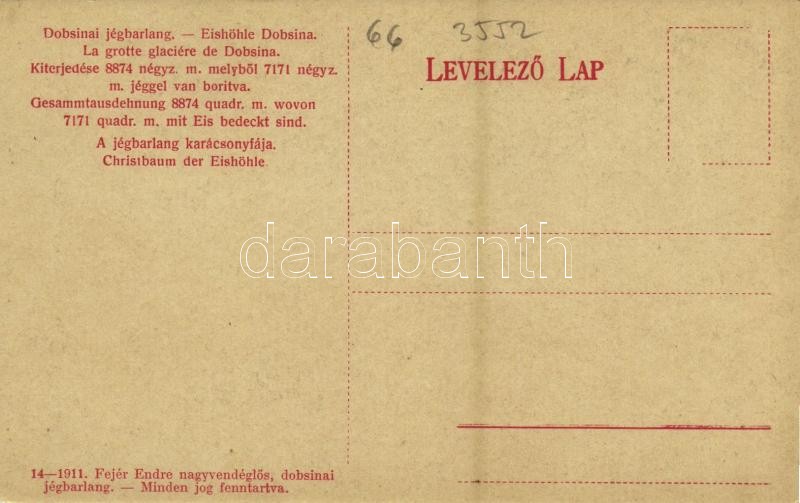 Dobsinai jégbarlang. — Eishöhle Dobsina.
La grotte glaciére de Dobsina.
Kiterjedése 8874 négyz. m. melyből 7171 négyz.
m. jéggel van boritva.
Gesammtausdehnung 8874 quadr. m. wovon
7171 quadr. m. mit Eis bedeckt sind.
A jégbarlang karácsonyfája.
Christbaum der Eishöhle.
66 3552
LEVELEZŐ LAP
darabanth
14—1911. Fejér Endre nagyvendéglős, dobsinai
jégbarlang. — Minden jog fenntartva.